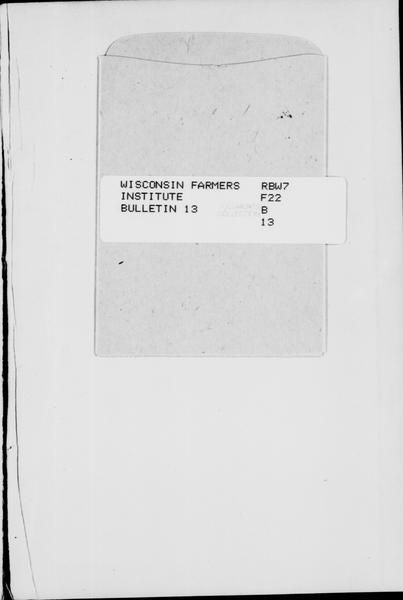 WISCONSIN FARMERS RBW7
INSTITUTE F22
BULLETIN 13 B
13